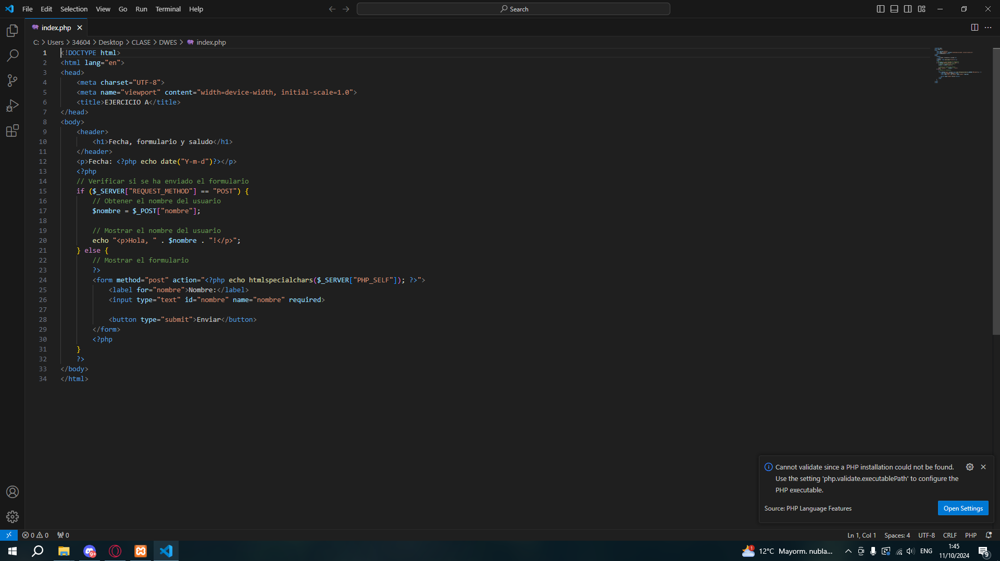 File Edit Selection View Go Run Terminal Help
Search
index.php
C: > Users > 34604 > Desktop > CLASE > DWES > index.php
1 <!DOCTYPE html>
2 <html lang="en">
3 <head>
4 <meta charset="UTF-8">
5 <meta name="viewport" content="width=device-width, initial-scale=1.0">
6 <title>EJERCICIO A</title>
7 </head>
8 <body>
9 <header>
10 <h1>Fecha, formulario y saludo</h1>
11 </header>
12 <p>Fecha: <?php echo date("Y-m-d")?></p>
13 <?php
14 // Verificar si se ha enviado el formulario
15 if ($_SERVER["REQUEST_METHOD"] == "POST") {
16 // Obtener el nombre del usuario
17 $nombre = $_POST["nombre"];
18
19 // Mostrar el nombre del usuario
20 echo "<p>Hola, " . $nombre . "!</p>";
21 } else {
22 // Mostrar el formulario
23 ?>
24 <form method="post" action="<?php echo htmlspecialchars($_SERVER["PHP_SELF"]); ?>">
25 <label for="nombre">Nombre:</label>
26 <input type="text" id="nombre" name="nombre" required>
27
28 <button type="submit">Enviar</button>
29 </form>
30 <?php
31 }
32 ?>
33 </body>
34 </html>
Cannot validate since a PHP installation could not be found.
Use the setting 'php.validate.executablePath' to configure the
PHP executable.
Source: PHP Language Features
Open Settings
0 0 0
Ln 1, Col 1 Spaces: 4 UTF-8 CRLF PHP
9+
1
12°C Mayorm. nubla...
ENG
1:45
11/10/2024
9